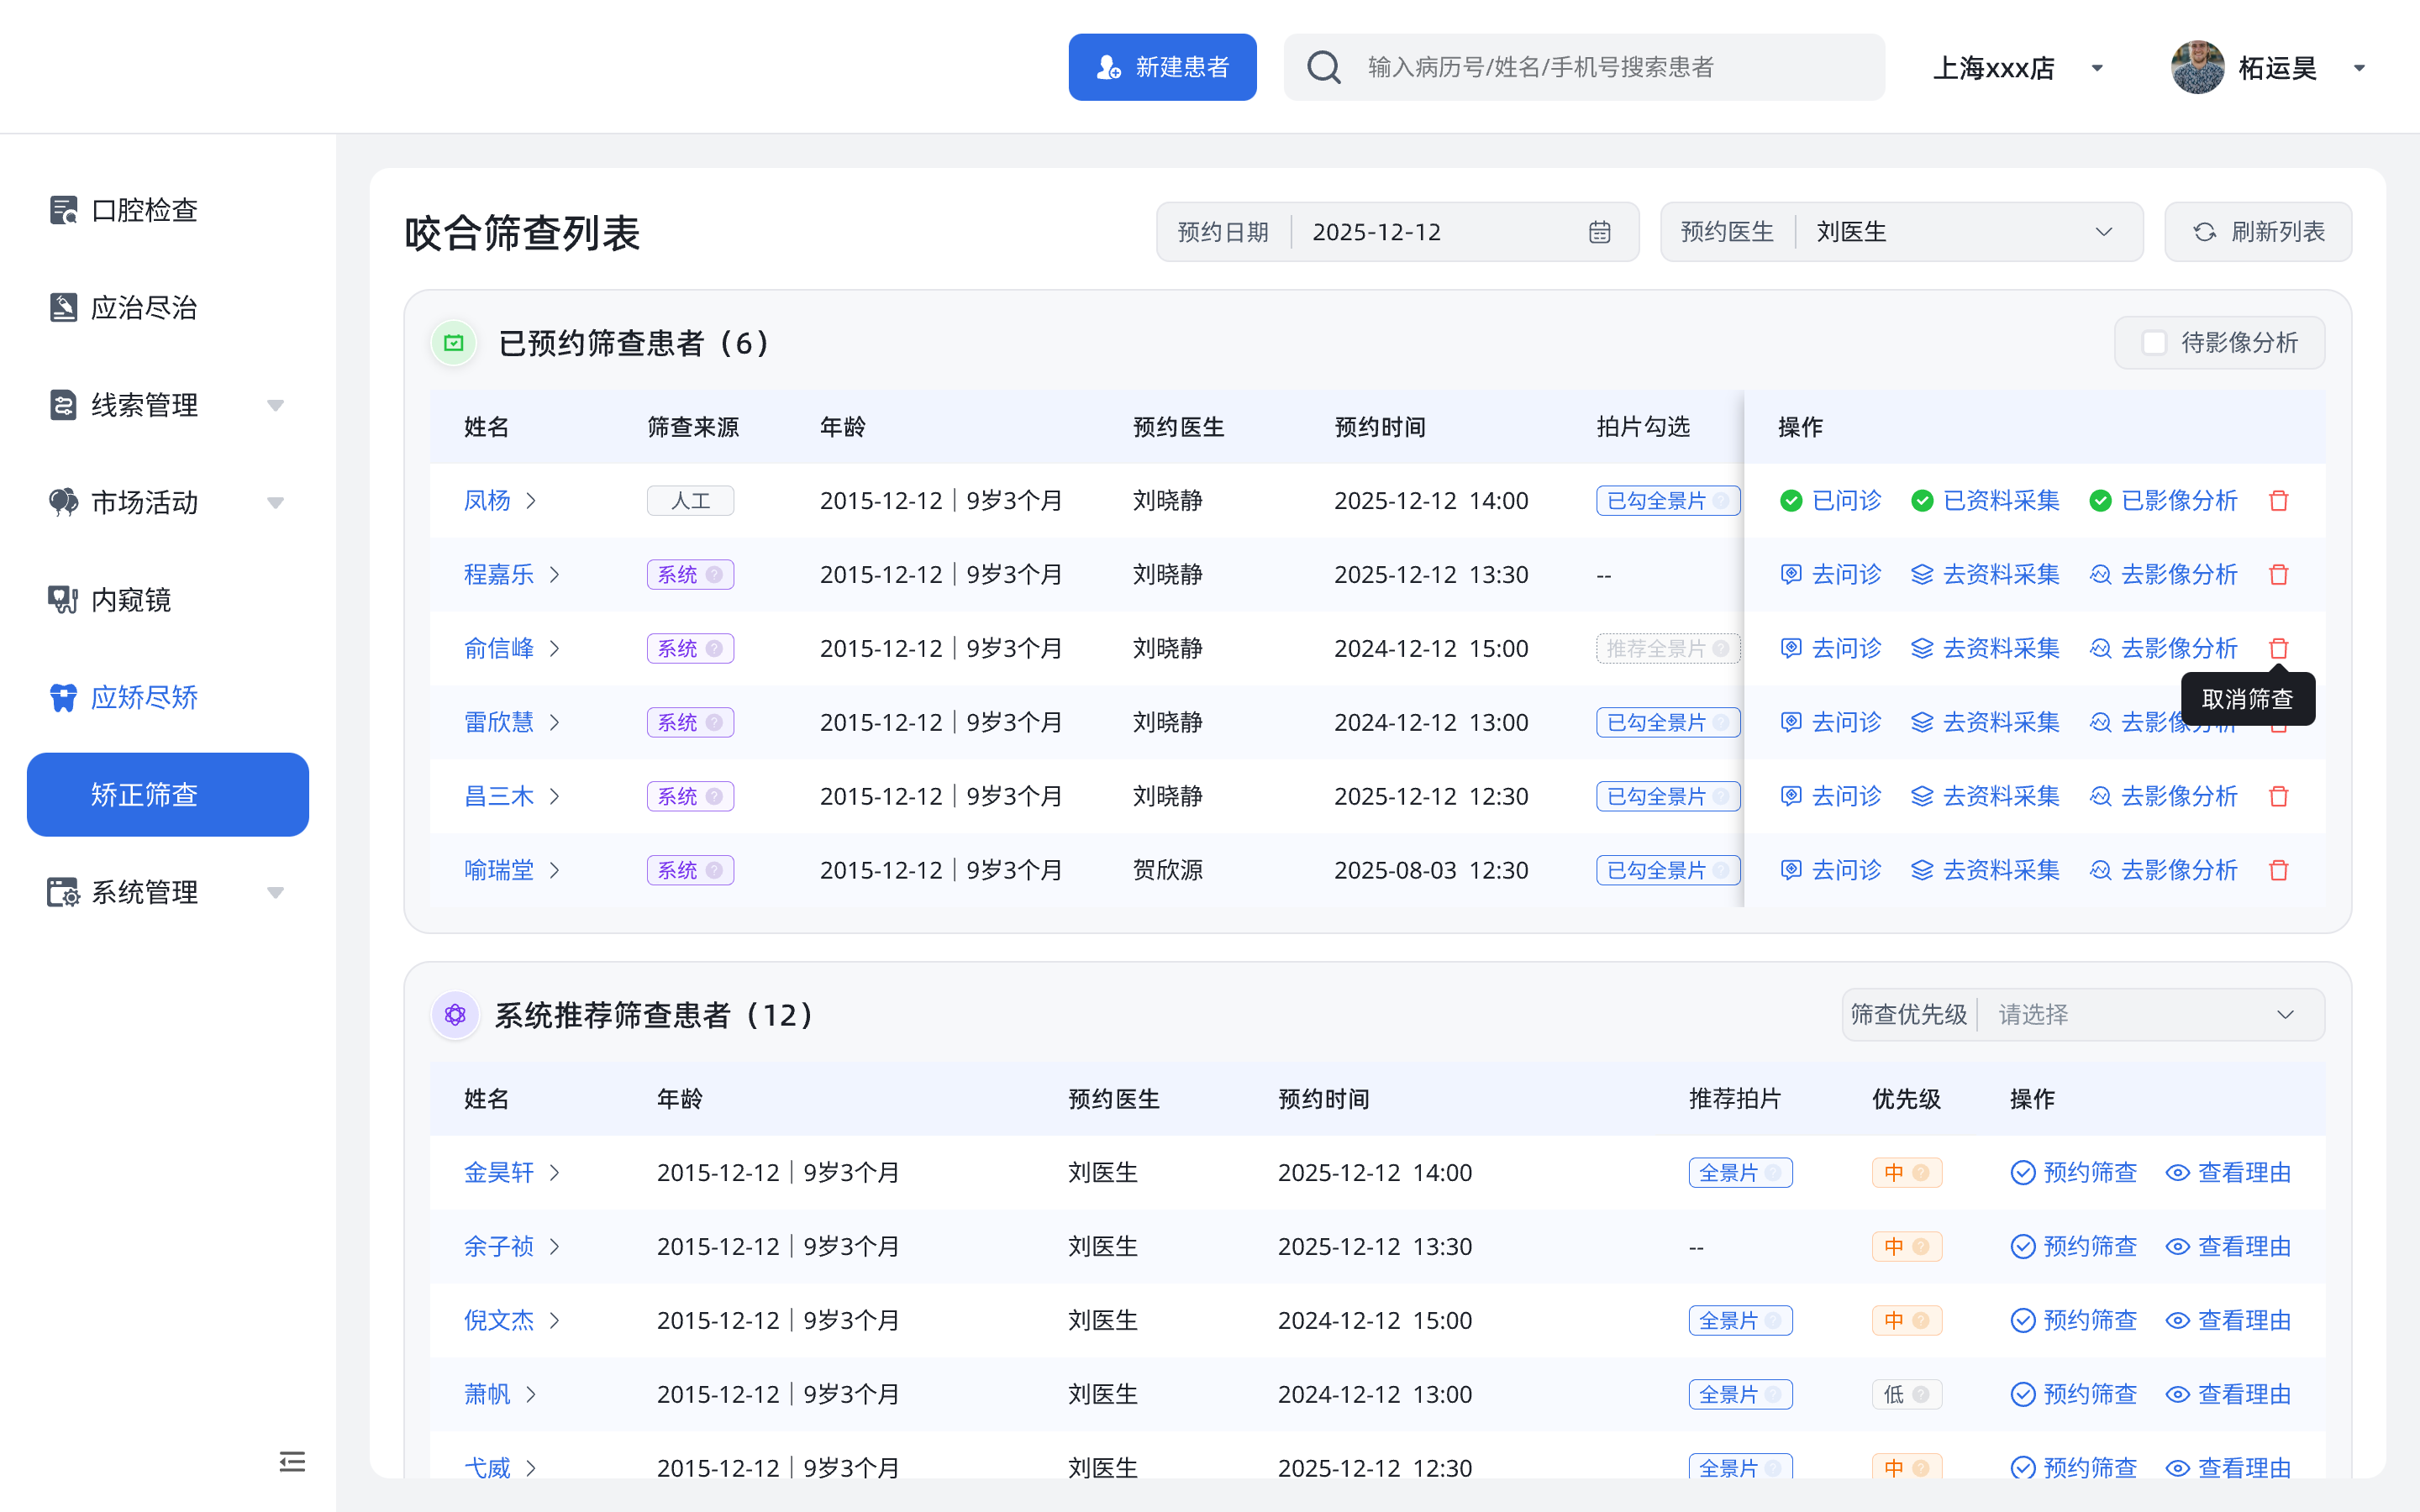 新建患者
输入病历号/姓名/手机号搜索患者
上海xxx店
柘运昊
口腔检查
应治尽治
线索管理
市场活动
内窥镜
应矫尽矫
矫正筛查
系统管理
咬合筛查列表
预约日期 2025-12-12
预约医生 刘医生
刷新列表
已预约筛查患者（6）
待影像分析
姓名 筛查来源 年龄 预约医生 预约时间 拍片勾选 操作
凤杨 人工 2015-12-12 9岁3个月 刘晓静 2025-12-12 14:00 已勾全景片 已问诊 已资料采集 已影像分析
程嘉乐 系统 2015-12-12 9岁3个月 刘晓静 2025-12-12 13:30 -- 去问诊 去资料采集 去影像分析
俞信峰 系统 2015-12-12 9岁3个月 刘晓静 2024-12-12 15:00 推荐全景片 去问诊 去资料采集 去影像分析
取消筛查
雷欣慧 系统 2015-12-12 9岁3个月 刘晓静 2024-12-12 13:00 已勾全景片 去问诊 去资料采集 去影像分析
昌三木 系统 2015-12-12 9岁3个月 刘晓静 2025-12-12 12:30 已勾全景片 去问诊 去资料采集 去影像分析
喻瑞堂 系统 2015-12-12 9岁3个月 贺欣源 2025-08-03 12:30 已勾全景片 去问诊 去资料采集 去影像分析
系统推荐筛查患者（12）
筛查优先级 请选择
姓名 年龄 预约医生 预约时间 推荐拍片 优先级 操作
金昊轩 2015-12-12 9岁3个月 刘医生 2025-12-12 14:00 全景片 中 预约筛查 查看理由
余子祯 2015-12-12 9岁3个月 刘医生 2025-12-12 13:30 -- 中 预约筛查 查看理由
倪文杰 2015-12-12 9岁3个月 刘医生 2024-12-12 15:00 全景片 中 预约筛查 查看理由
萧帆 2015-12-12 9岁3个月 刘医生 2024-12-12 13:00 全景片 低 预约筛查 查看理由
弋威 2015-12-12 9岁3个月 刘医生 2025-12-12 12:30 全景片 中 预约筛查 查看理由